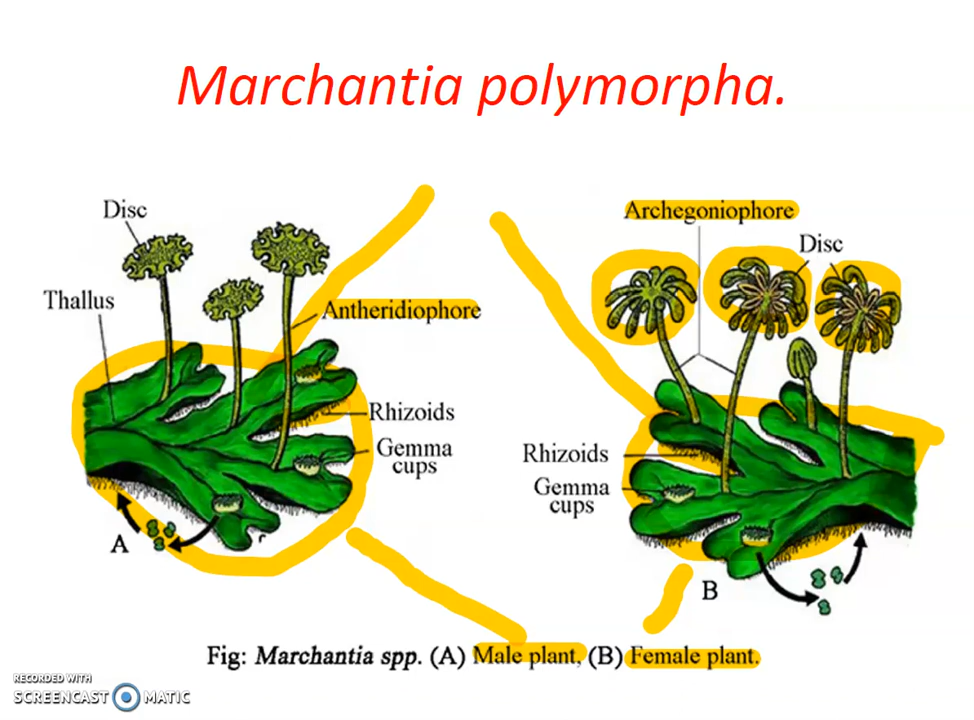 Marchantia polymorpha.
Disc
Thallus
Antheridiophore
Rhizoids
Gemma
cups
A
Archegoniophore
Disc
Rhizoids
Gemma
cups
B
Fig: Marchantia spp. (A) Male plant, (B) Female plant.
RECORDED WITH
SCREENCAST MATIC